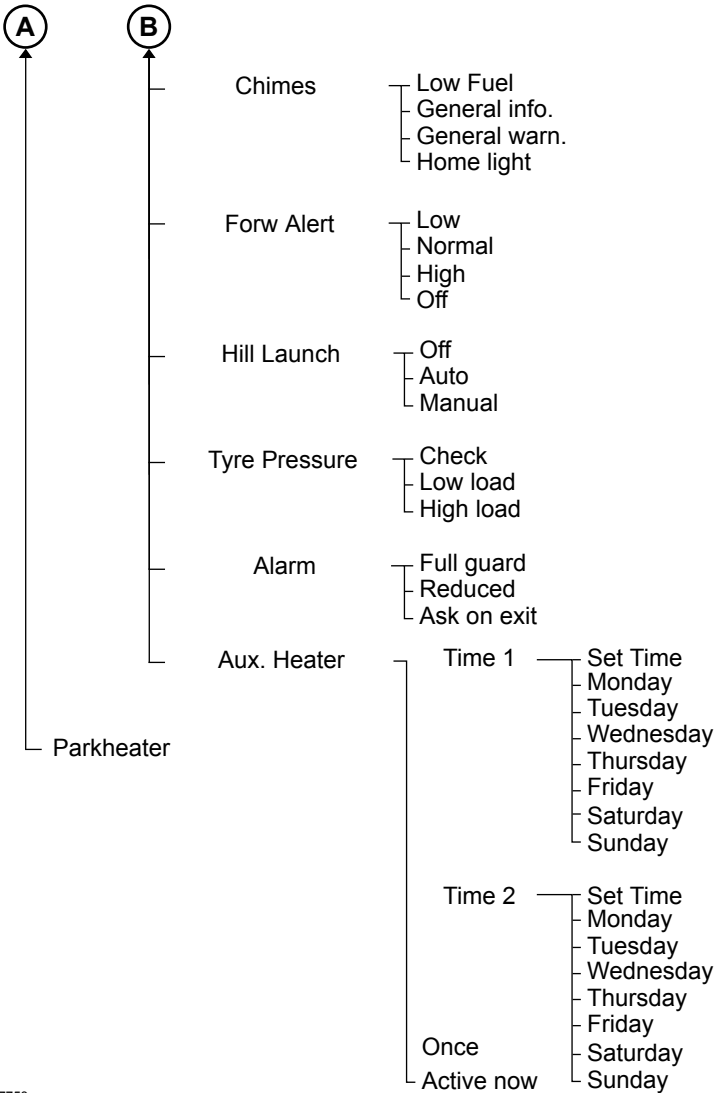 A B
Chimes Low Fuel
General info.
General warn.
Home light
Forw Alert Low
Normal
High
Off
Hill Launch Off
Auto
Manual
Tyre Pressure Check
Low load
High load
Alarm Full guard
Reduced
Ask on exit
Aux. Heater Time 1 Set Time
Monday
Tuesday
Wednesday
Parkheater
Thursday
Friday
Saturday
Sunday
Time 2 Set Time
Monday
Tuesday
Wednesday
Thursday
Friday
Once
Saturday
Active now Sunday